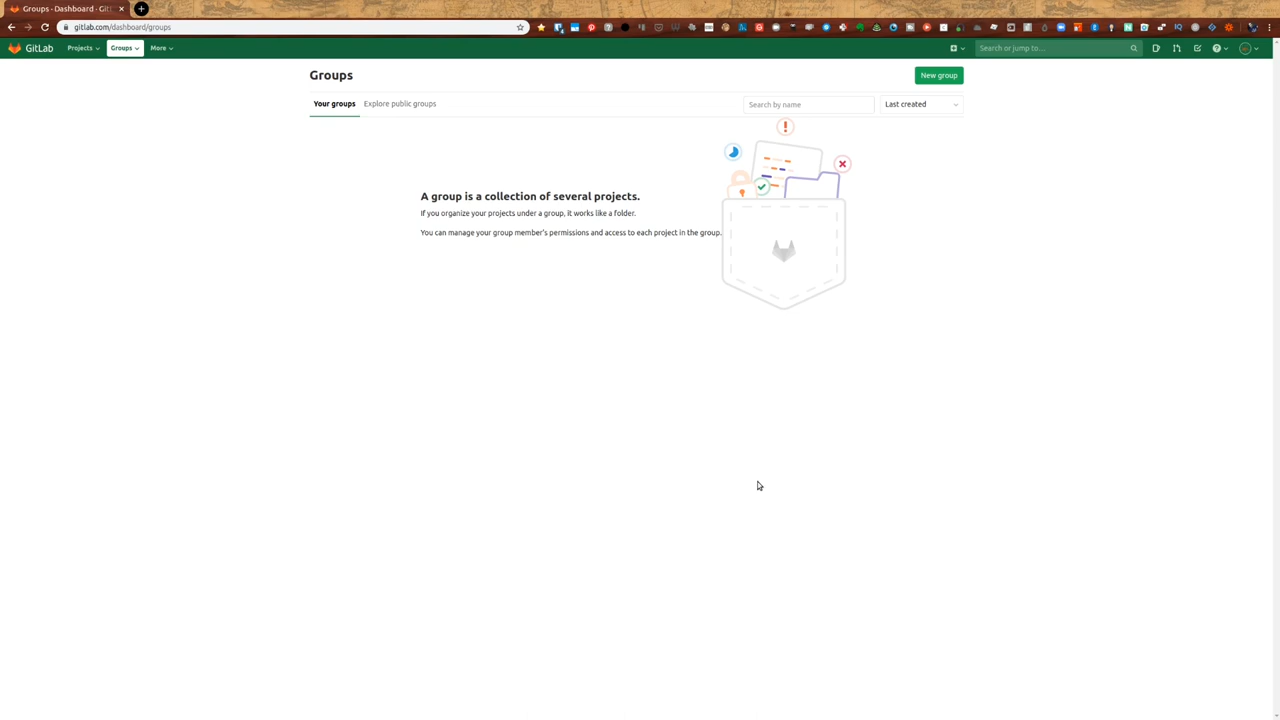 Groups · Dashboard · Git
gitlab.com/dashboard/groups
GitLab
Projects
Groups
More
Search or jump to...
Groups
New group
Your groups
Explore public groups
Search by name
Last created
A group is a collection of several projects.
If you organize your projects under a group, it works like a folder.
You can manage your group member's permissions and access to each project in the group.